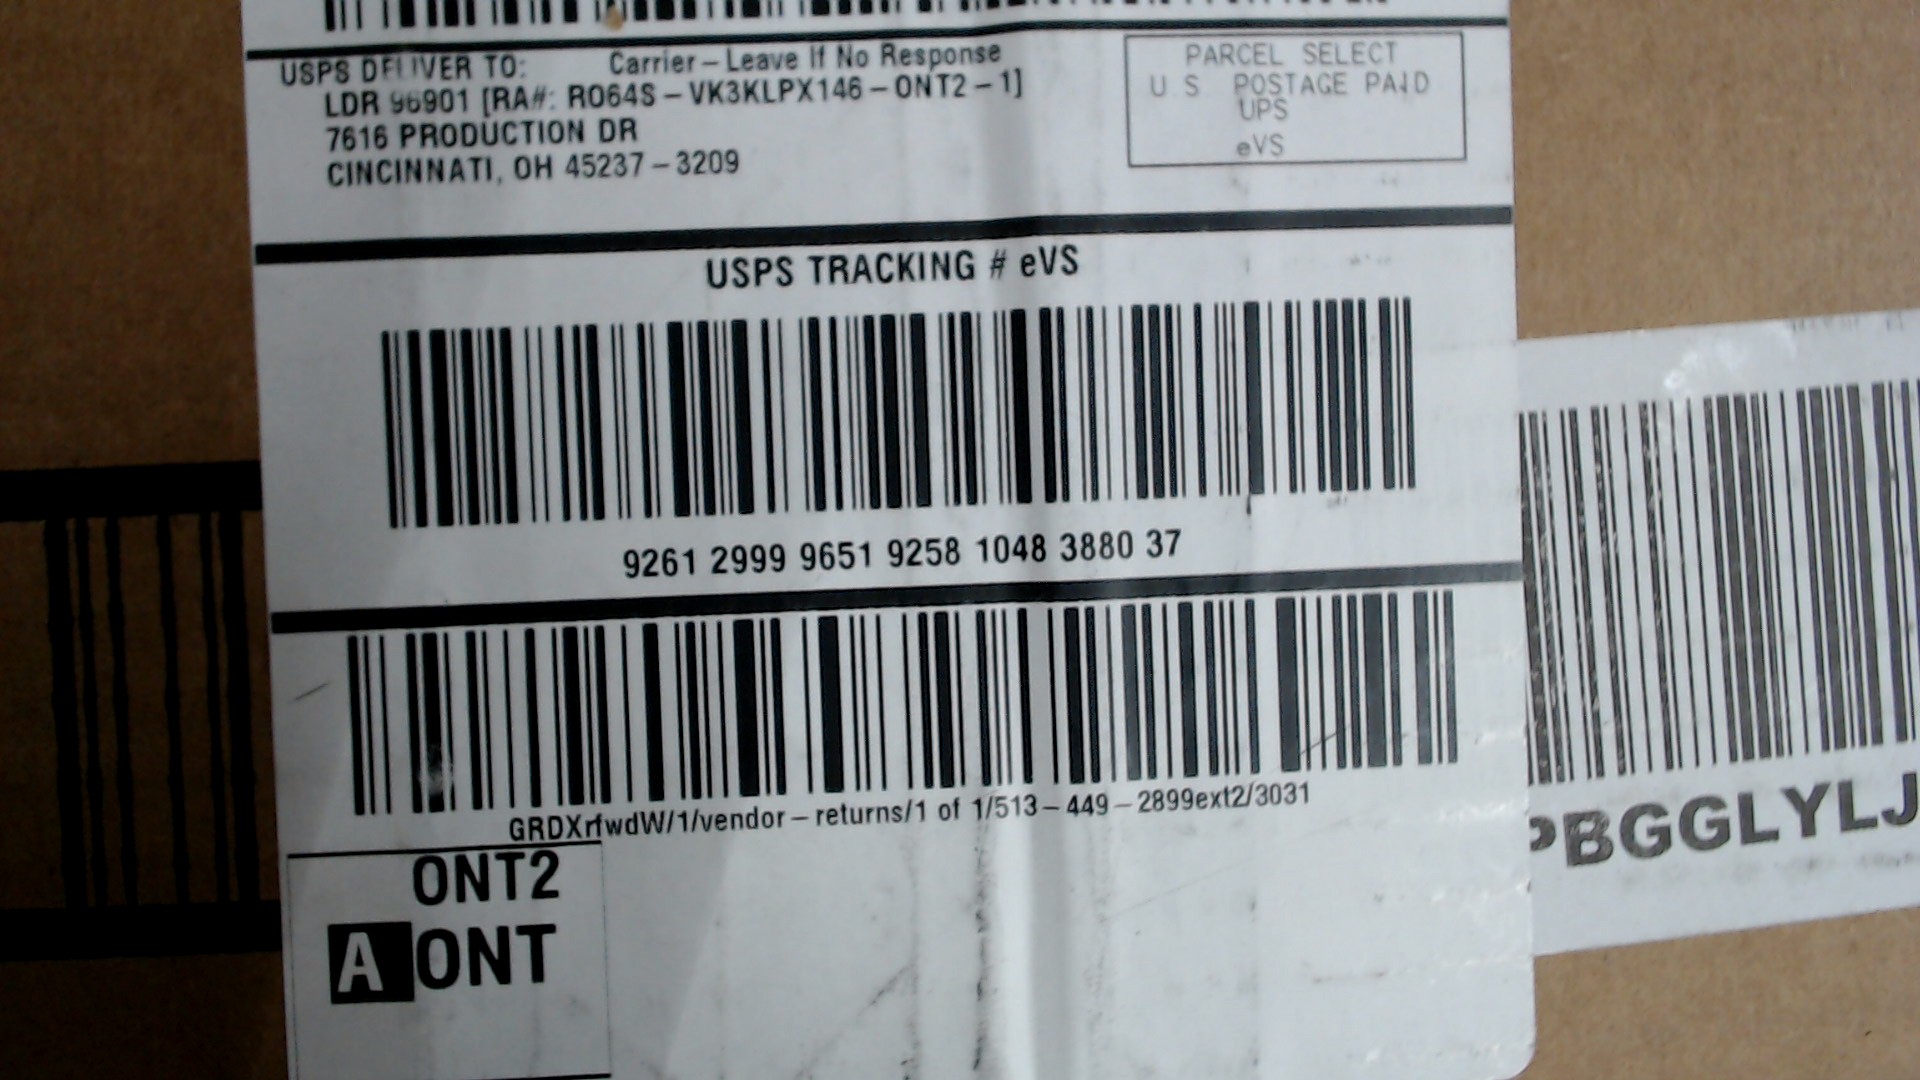 USPS DELIVER TO: Carrier – Leave If No Response
LDR 96901 [RA#: R064S – VK3KLPX146 – ONT2 – 1]
7616 PRODUCTION DR
CINCINNATI, OH 45237 – 3209
PARCEL SELECT
U S POSTAGE PAID
UPS
eVS
USPS TRACKING # eVS
9261 2999 9651 9258 1048 3880 37
GRDXrfwdW/1/vendor – returns/1 of 1/513 – 449 – 2899ext2/3031
ONT2
A ONT
PBGGLYLJ